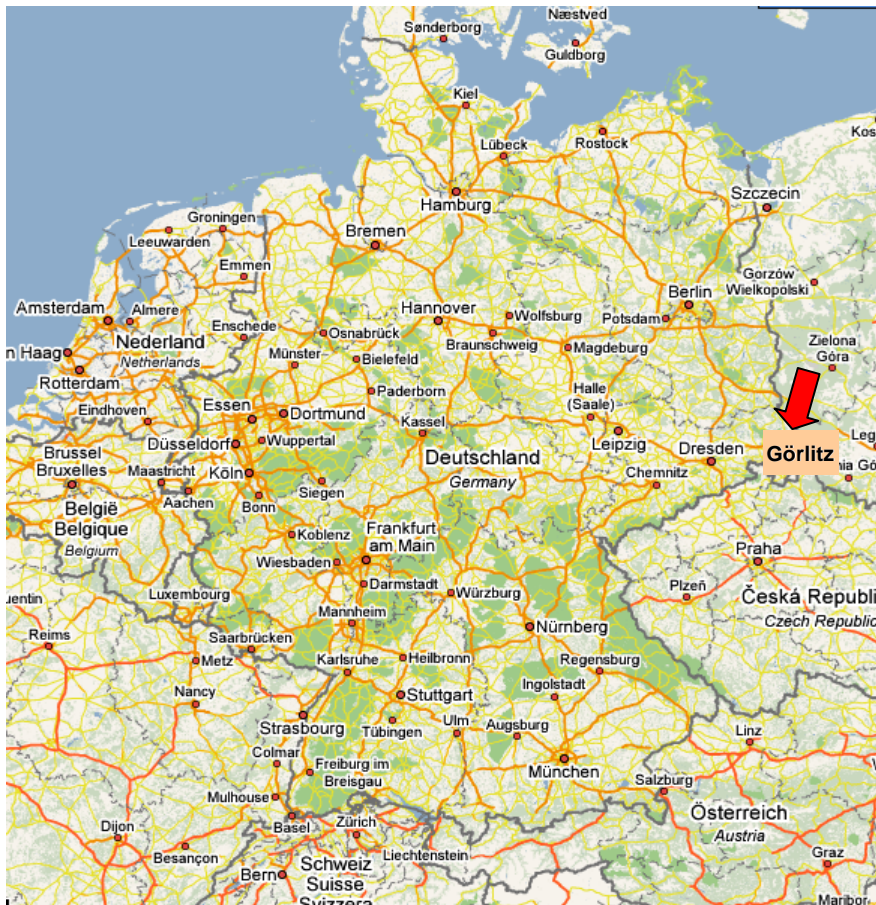 Næstved
Sønderborg
Guldborg
Kiel
Lübeck
Rostock
Hamburg
Szczecin
Groningen
Leeuwarden
Bremen
Emmen
Gorzów
Wielkopolski
Berlin
Amsterdam
Almere
Enschede
Hannover
Wolfsburg
Potsdam
Nederland
Netherlands
Osnabrück
Braunschweig
Magdeburg
Zielona
Góra
Haag
Münster
Bielefeld
Rotterdam
Paderborn
Halle
(Saale)
Eindhoven
Essen
Dortmund
Kassel
Leipzig
Düsseldorf
Wuppertal
Dresden
Görlitz
Brussel
Bruxelles
Maastricht
Köln
Deutschland
Germany
Chemnitz
Aachen
Bonn
Siegen
België
Belgique
Belgium
Koblenz
Frankfurt
am Main
Praha
Wiesbaden
Darmstadt
Würzburg
Plzeň
Luxembourg
Česká Republi
Czech Republic
Mannheim
Nürnberg
Reims
Saarbrücken
Metz
Karlsruhe
Heilbronn
Regensburg
Nancy
Stuttgart
Ingolstadt
Strasbourg
Tübingen
Ulm
Augsburg
Linz
Colmar
Freiburg im
Breisgau
München
Salzburg
Mulhouse
Österreich
Austria
Dijon
Basel
Zürich
Besançon
Liechtenstein
Bern
Schweiz
Suisse
Svizzera
Graz
Maribor